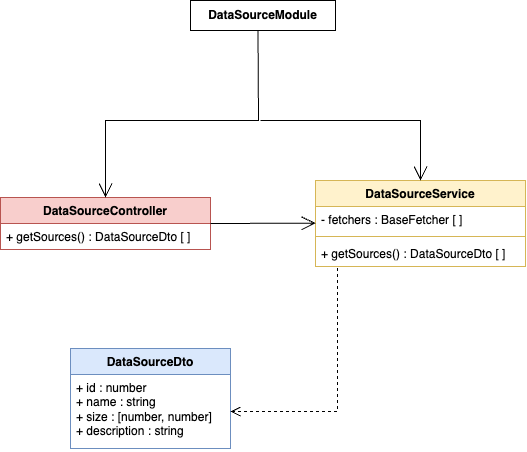 DataSourceModule
DataSourceController
+ getSources() : DataSourceDto [ ]
DataSourceService
- fetchers : BaseFetcher [ ]
+ getSources() : DataSourceDto [ ]
DataSourceDto
+ id : number
+ name : string
+ size : [number, number]
+ description : string